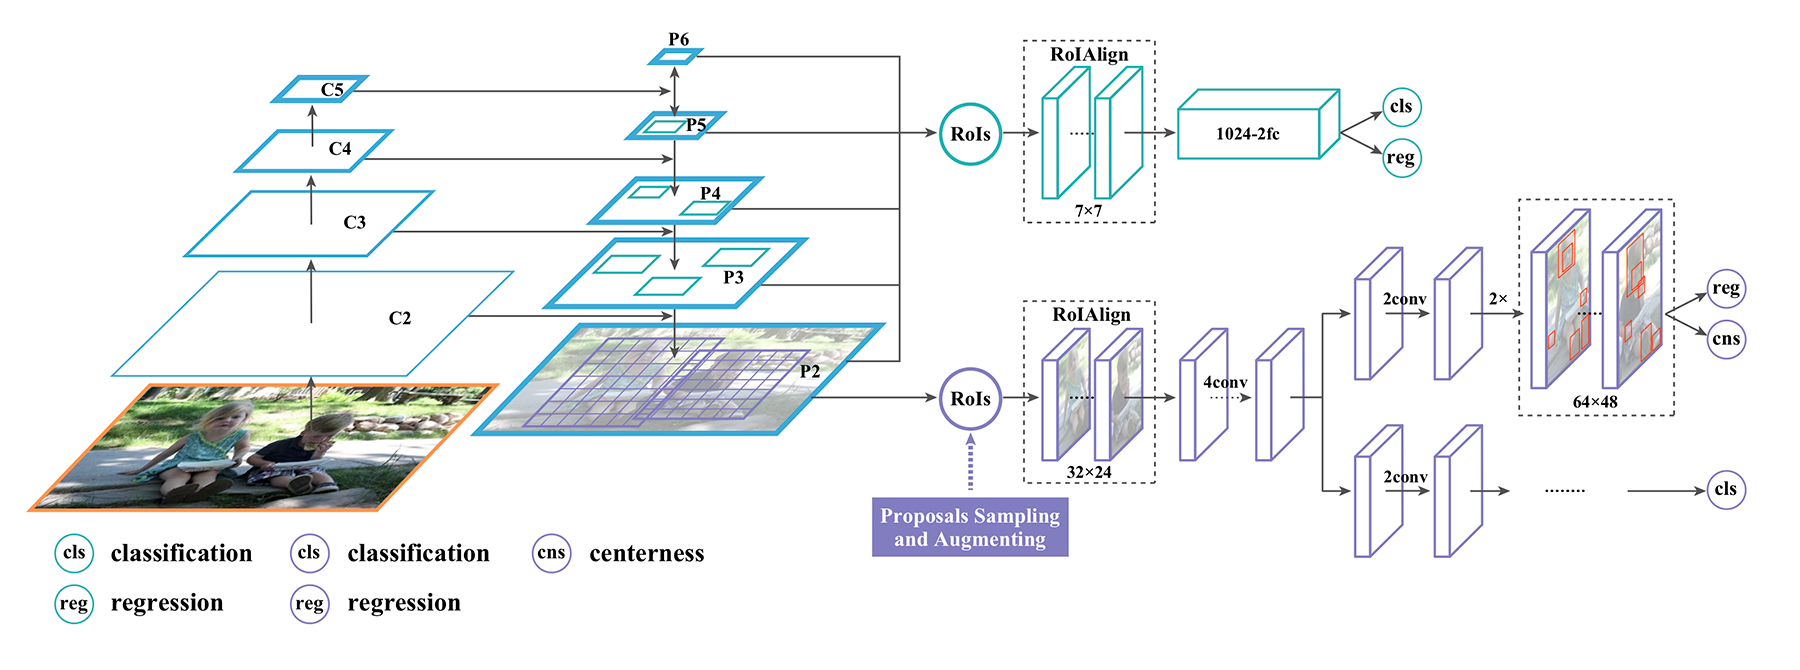 P6
C5
P5
C4
P4
C3
P3
C2
P2
RoIs
RoIAlign
7×7
1024-2fc
cls
reg
RoIs
RoIAlign
32×24
4conv
2conv
2×
64×48
reg
cns
2conv
cls
Proposals Sampling
and Augmenting
cls classification
cls classification
cns centerness
reg regression
reg regression